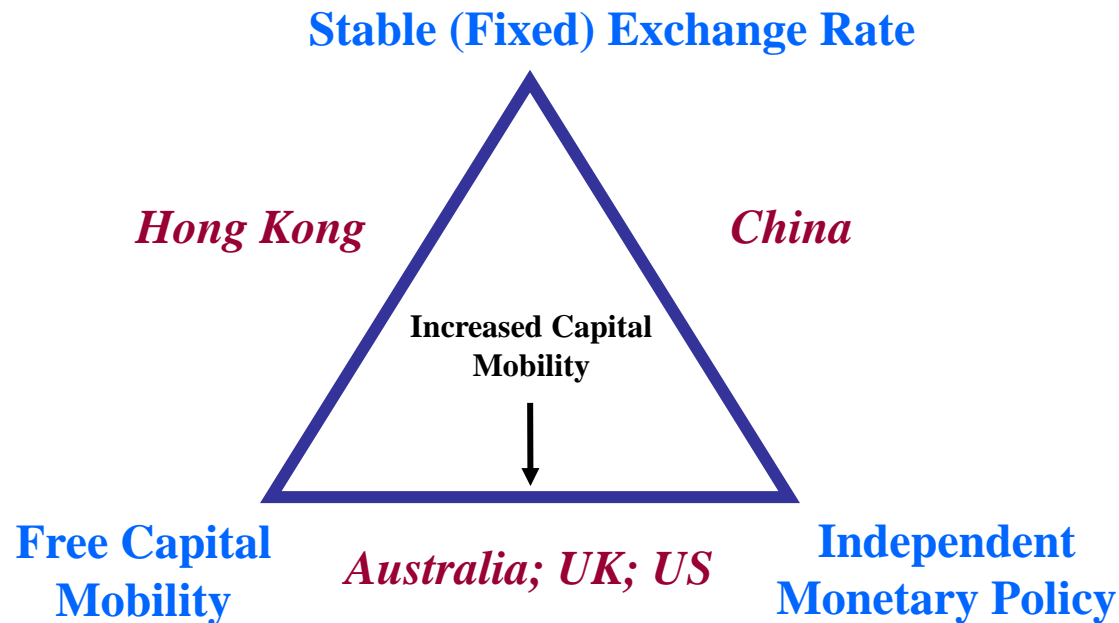 Stable (Fixed) Exchange Rate
Hong Kong
China
Increased Capital
Mobility
Free Capital
Mobility
Australia; UK; US
Independent
Monetary Policy